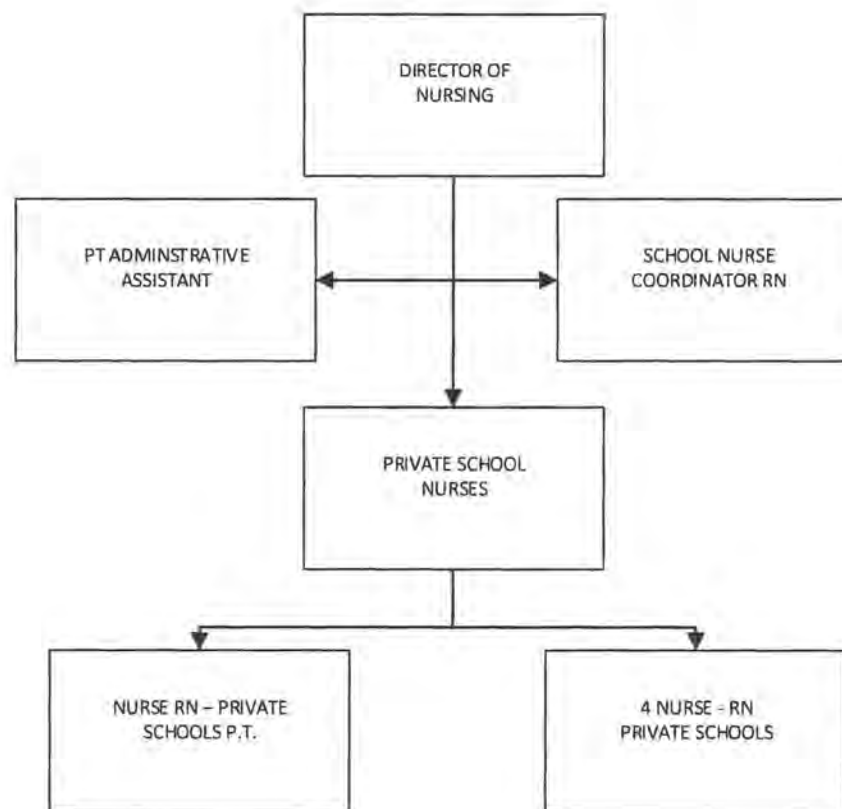 DIRECTOR OF
NURSING
PT ADMINSTRATIVE
ASSISTANT
SCHOOL NURSE
COORDINATOR RN
PRIVATE SCHOOL
NURSES
NURSE RN – PRIVATE
SCHOOLS P.T.
4 NURSE - RN
PRIVATE SCHOOLS